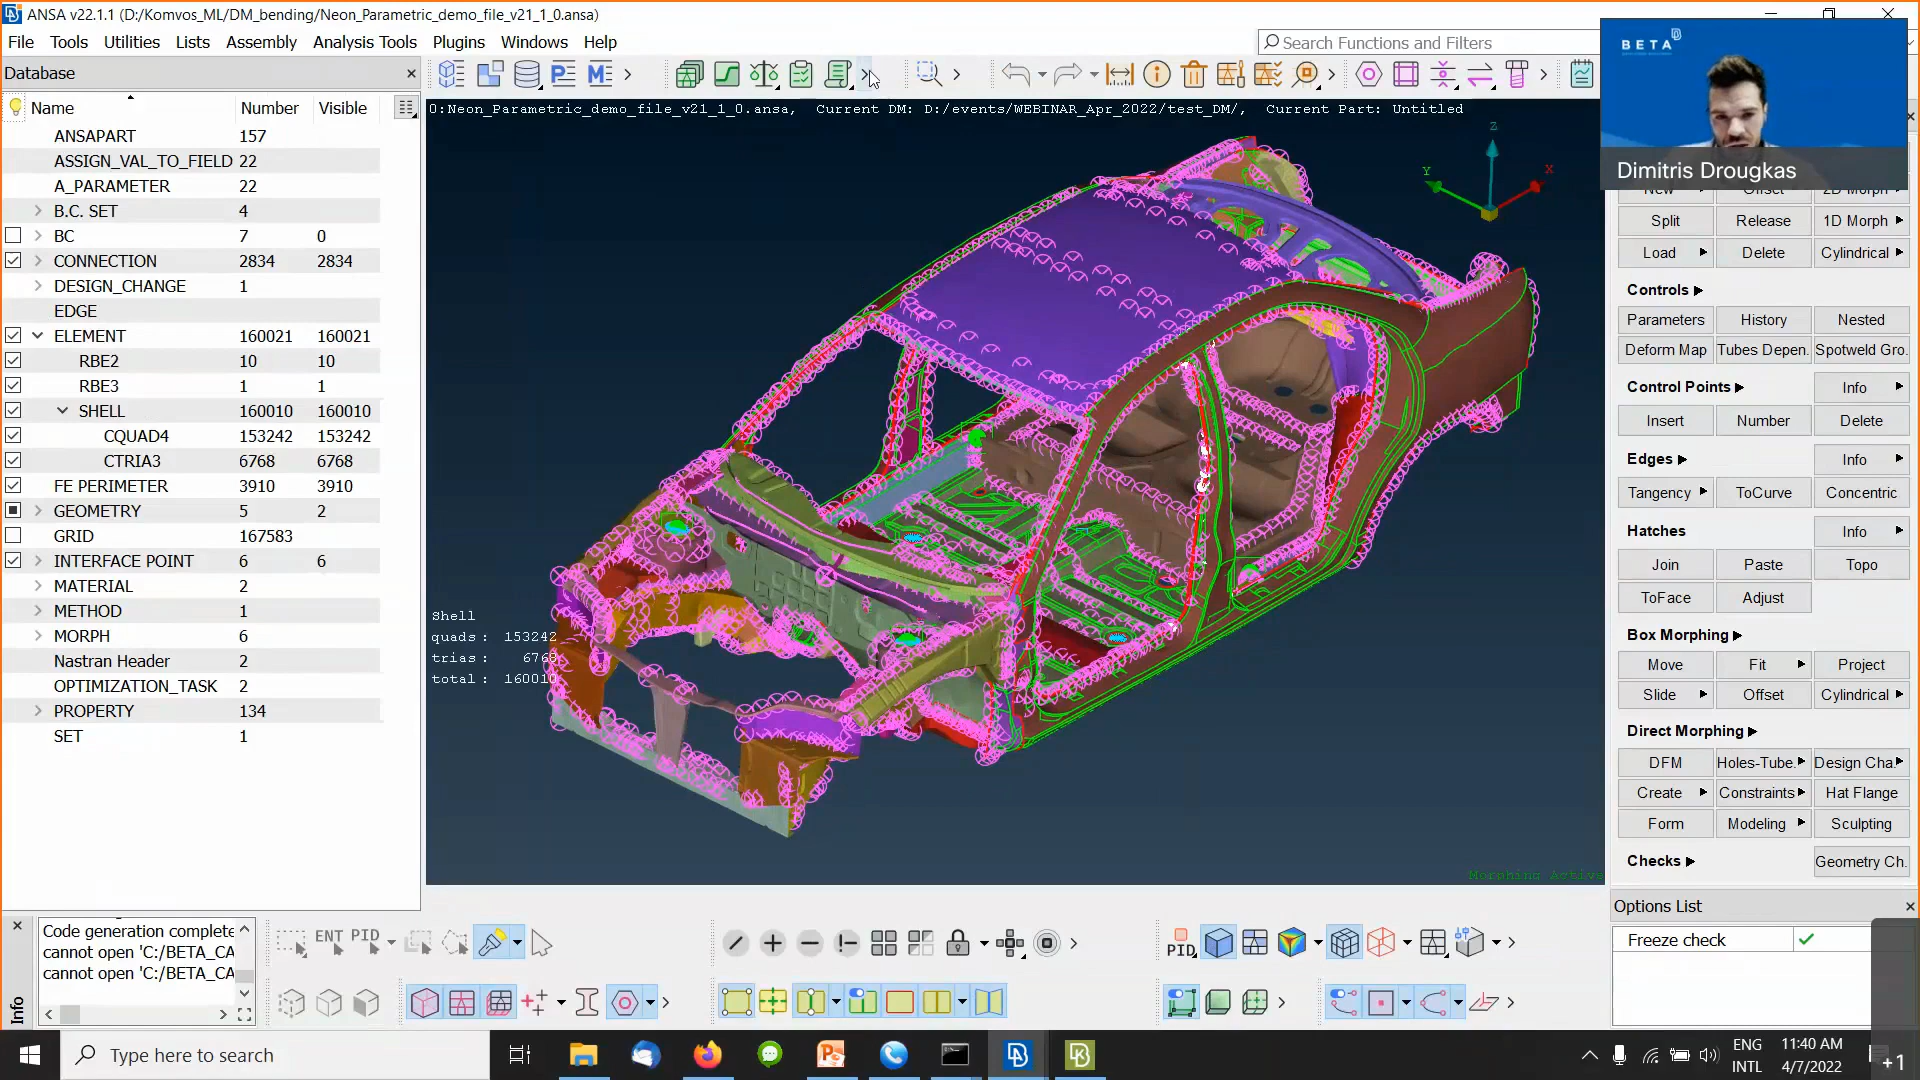 ANSA v22.1.1 (D:/Komvos_ML/DM_bending/Neon_Parametric_demo_file_v21_1_0.ansa)
File Tools Utilities Lists Assembly Analysis Tools Plugins Windows Help
Search Functions and Filters
BETA
Dimitris Drougkas
Database
Name Number Visible
ANSAPART 157
ASSIGN_VAL_TO_FIELD 22
A_PARAMETER 22
B.C. SET 4
BC 7 0
CONNECTION 2834 2834
DESIGN_CHANGE 1
EDGE
ELEMENT 160021 160021
RBE2 10 10
RBE3 1 1
SHELL 160010 160010
CQUAD4 153242 153242
CTRIA3 6768 6768
FE PERIMETER 3910 3910
GEOMETRY 5 2
GRID 167583
INTERFACE POINT 6 6
MATERIAL 2
METHOD 1
MORPH 6
Nastran Header 2
OPTIMIZATION_TASK 2
PROPERTY 134
SET 1
0:Neon_Parametric_demo_file_v21_1_0.ansa, Current DM: D:/events/WEBINAR_Apr_2022/test_DM/, Current Part: Untitled
Z
Y
X
Shell
quads: 153242
trias: 6768
total: 160010
Morphing Active
New Offset 2D Morph
Split Release 1D Morph
Load Delete Cylindrical
Controls
Parameters History Nested
Deform Map Tubes Depen. Spotweld Gro.
Control Points Info
Insert Number Delete
Edges Info
Tangency ToCurve Concentric
Hatches Info
Join Paste Topo
ToFace Adjust
Box Morphing
Move Fit Project
Slide Offset Cylindrical
Direct Morphing
DFM Holes-Tube. Design Cha.
Create Constraints Hat Flange
Form Modeling Sculpting
Checks Geometry Ch.
Options List
Freeze check
Info
Code generation complete
cannot open 'C:/BETA_CA
cannot open 'C:/BETA_CA
ENT PID
PID
Type here to search
ENG
INTL
11:40 AM
4/7/2022
+1